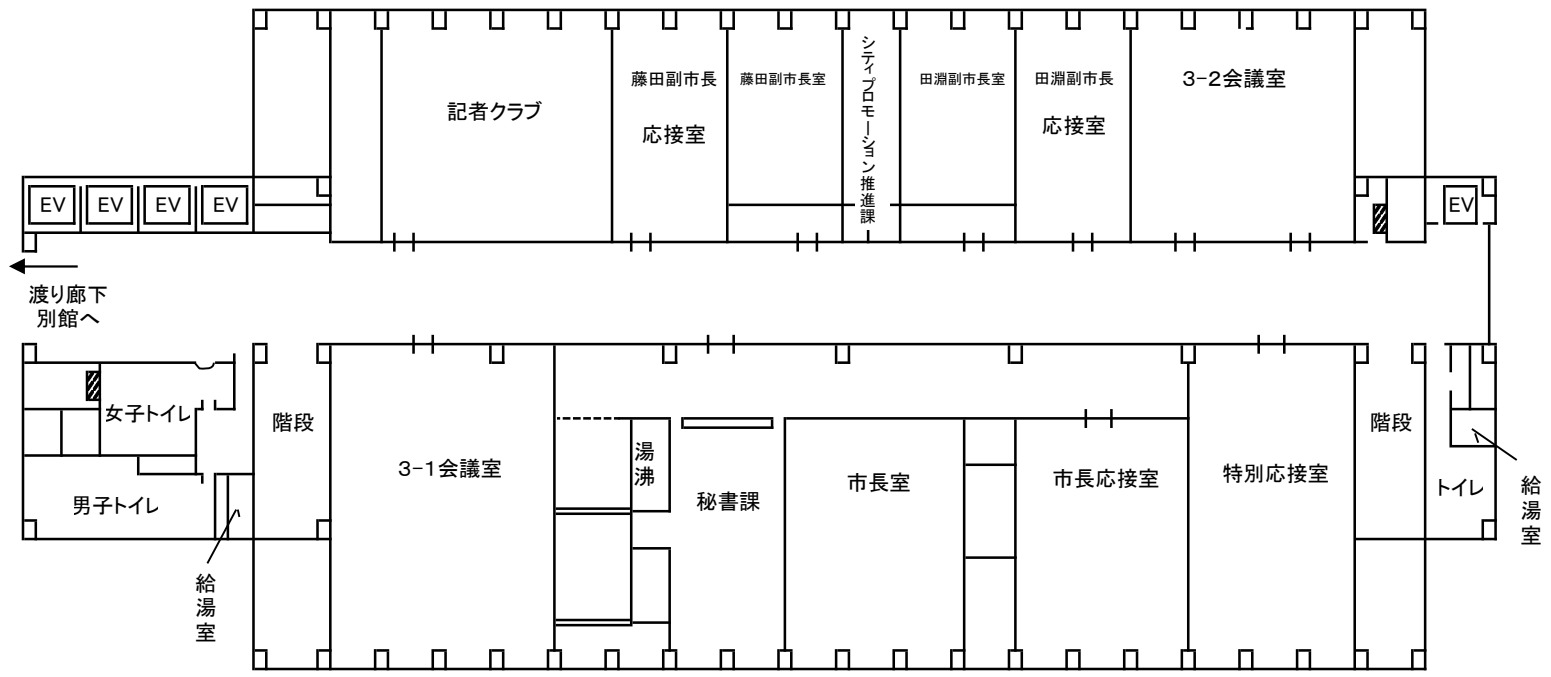 シティプロモーション推進課
藤田副市長
応接室
藤田副市長室
田淵副市長室
田淵副市長
応接室
3-2会議室
記者クラブ
EV
EV
EV
EV
EV
渡り廊下
別館へ
女子トイレ
階段
3-1会議室
湯沸
秘書課
市長室
市長応接室
特別応接室
階段
男子トイレ
トイレ
給湯室
給湯室